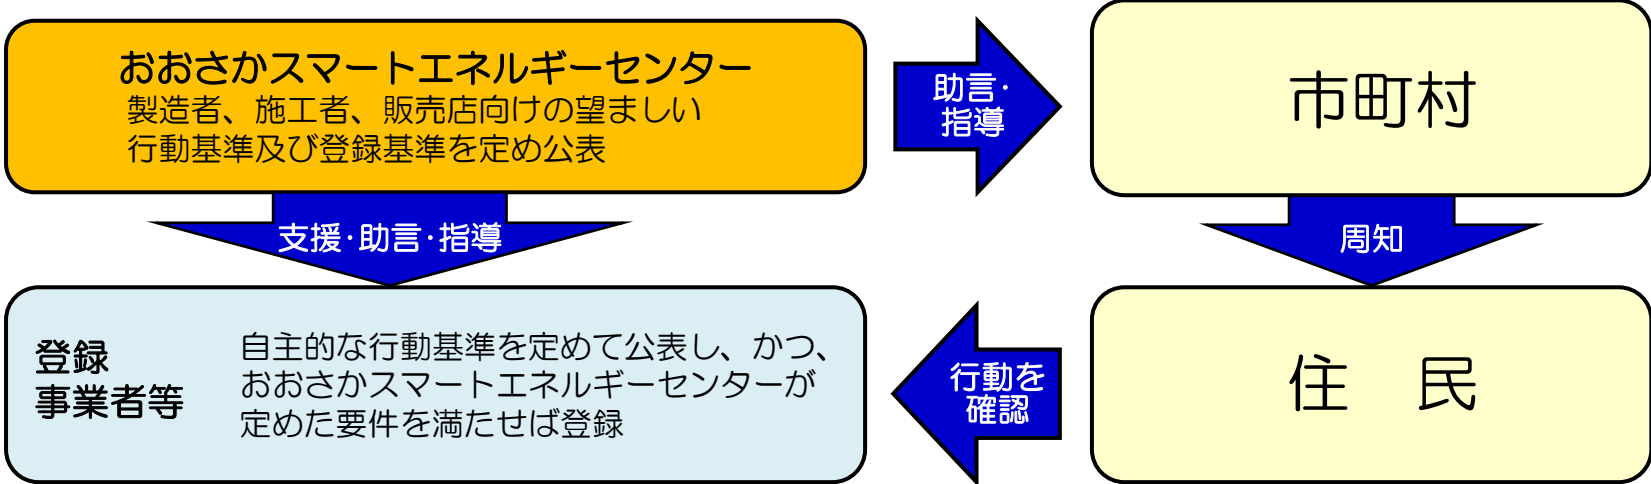 おおさかスマートエネルギーセンター
製造者、施工者、販売店向けの望ましい
行動基準及び登録基準を定め公表
助言・
指導
市町村
支援・助言・指導
周知
登録
事業者等
自主的な行動基準を定めて公表し、かつ、
おおさかスマートエネルギーセンターが
定めた要件を満たせば登録
行動を
確認
住　民